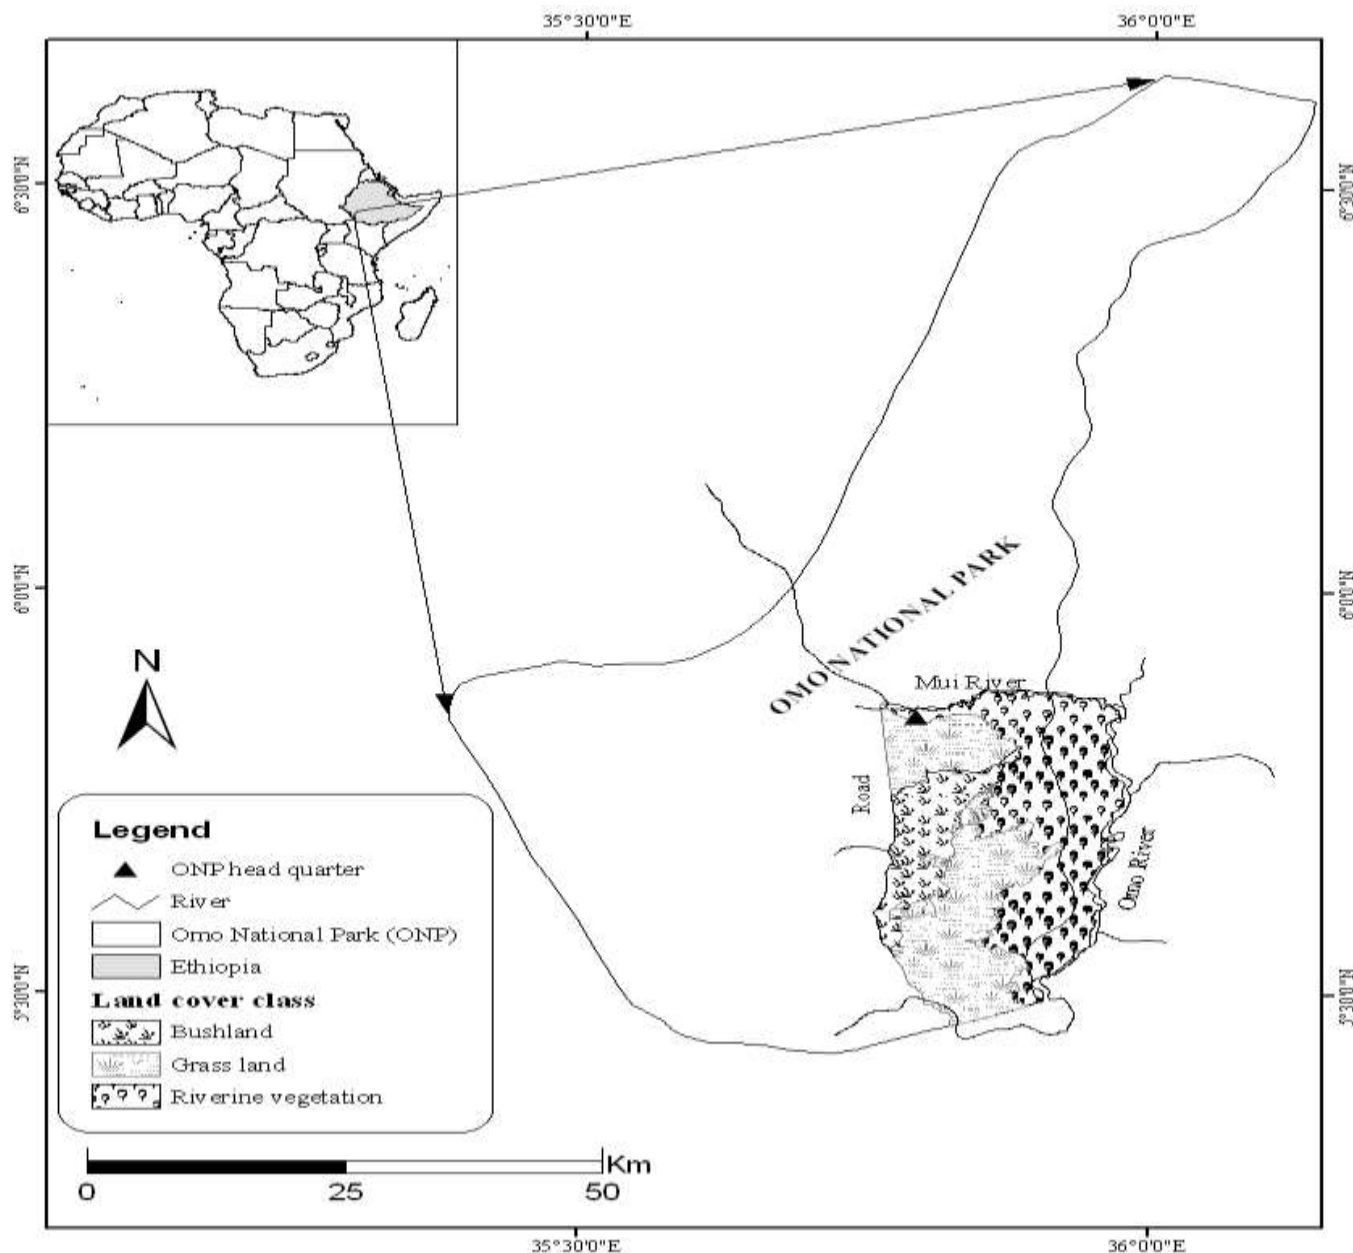 35°30'0"E
36°0'0"E
6°30'0"N
6°30'0"N
6°0'0"N
6°0'0"N
OMO NATIONAL PARK
Mui River
Road
Omo River
N
Legend
ONP head quarter
River
Omo National Park (ONP)
Ethiopia
Land cover class
Bushland
Grass land
Riverine vegetation
5°30'0"N
5°30'0"N
Km
0
25
50
35°30'0"E
36°0'0"E